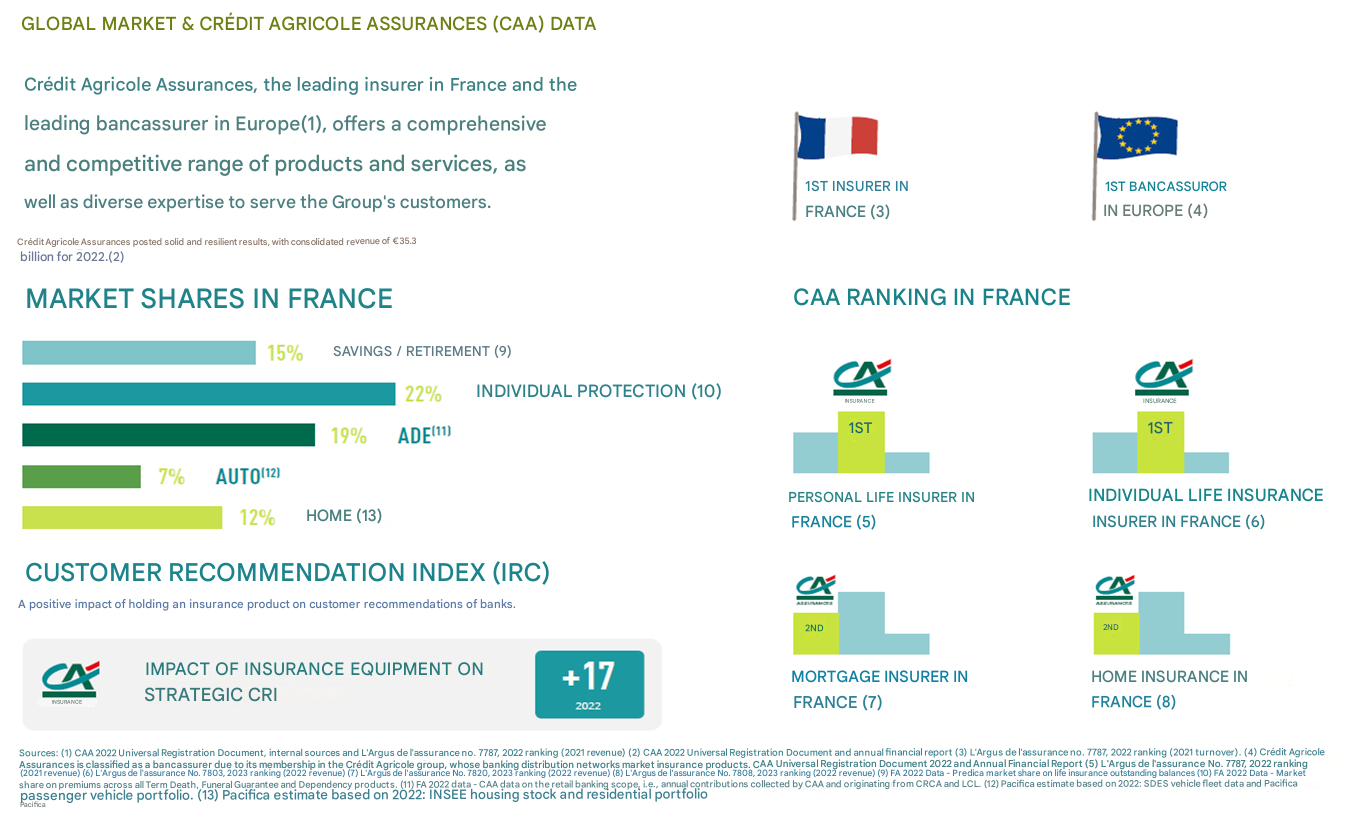 GLOBAL MARKET & CRÉDIT AGRICOLE ASSURANCES (CAA) DATA
Crédit Agricole Assurances, the leading insurer in France and the
leading bancassurer in Europe(1), offers a comprehensive
and competitive range of products and services, as
well as diverse expertise to serve the Group's customers.
Crédit Agricole Assurances posted solid and resilient results, with consolidated revenue of €35.3
billion for 2022.(2)
1ST INSURER IN
FRANCE (3)
1ST BANCASSUROR
IN EUROPE (4)
MARKET SHARES IN FRANCE
15% SAVINGS / RETIREMENT (9)
22% INDIVIDUAL PROTECTION (10)
19% ADE(11)
7% AUTO(12)
12% HOME (13)
CAA RANKING IN FRANCE
CA
INSURANCE
1ST
PERSONAL LIFE INSURER IN
FRANCE (5)
CA
INSURANCE
1ST
INDIVIDUAL LIFE INSURANCE
INSURER IN FRANCE (6)
CA
ASSURANCES
2ND
MORTGAGE INSURER IN
FRANCE (7)
CA
ASSURANCES
2ND
HOME INSURANCE IN
FRANCE (8)
CUSTOMER RECOMMENDATION INDEX (IRC)
A positive impact of holding an insurance product on customer recommendations of banks.
CA
INSURANCE
IMPACT OF INSURANCE EQUIPMENT ON
STRATEGIC CRI
+17
2022
Sources: (1) CAA 2022 Universal Registration Document, internal sources and L'Argus de l'assurance no. 7787, 2022 ranking (2021 revenue) (2) CAA 2022 Universal Registration Document and annual financial report (3) L'Argus de l'assurance no. 7787, 2022 ranking (2021 turnover). (4) Crédit Agricole
Assurances is classified as a bancassurer due to its membership in the Crédit Agricole group, whose banking distribution networks market insurance products. CAA Universal Registration Document 2022 and Annual Financial Report (5) L'Argus de l'assurance No. 7787, 2022 ranking
(2021 revenue) (6) L'Argus de l'assurance No. 7803, 2023 ranking (2022 revenue) (7) L'Argus de l'assurance No. 7820, 2023 ranking (2022 revenue) (8) L'Argus de l'assurance No. 7808, 2023 ranking (2022 revenue) (9) FA 2022 Data - Predica market share on life insurance outstanding balances (10) FA 2022 Data - Market
share on premiums across all Term Death, Funeral Guarantee and Dependency products. (11) FA 2022 data - CAA data on the retail banking scope, i.e., annual contributions collected by CAA and originating from CRCA and LCL. (12) Pacifica estimate based on 2022: SDES vehicle fleet data and Pacifica
passenger vehicle portfolio. (13) Pacifica estimate based on 2022: INSEE housing stock and residential portfolio
Pacifica